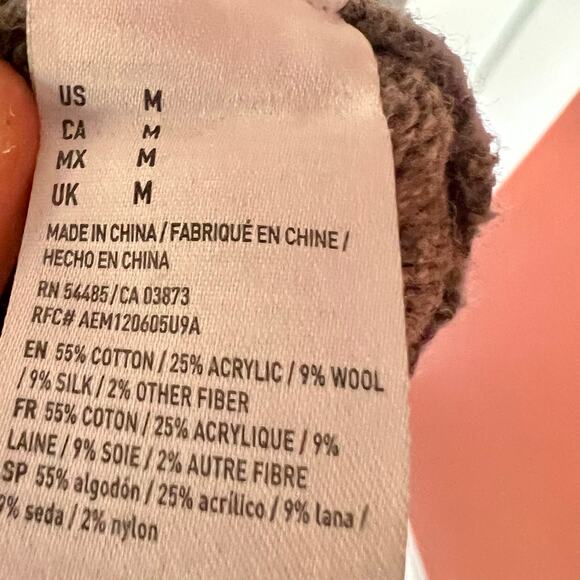 US M
CA M
MX M
UK M
MADE IN CHINA / FABRIQUÉ EN CHINE /
HECHO EN CHINA
RN 54485/CA 03873
RFC# AEM120605U9A
EN 55% COTTON / 25% ACRYLIC / 9% WOOL
/ 9% SILK / 2% OTHER FIBER
FR 55% COTON / 25% ACRYLIQUE / 9%
LAINE / 9% SOIE / 2% AUTRE FIBRE
SP 55% algodón / 25% acrílico / 9% lana /
9% seda / 2% nylon